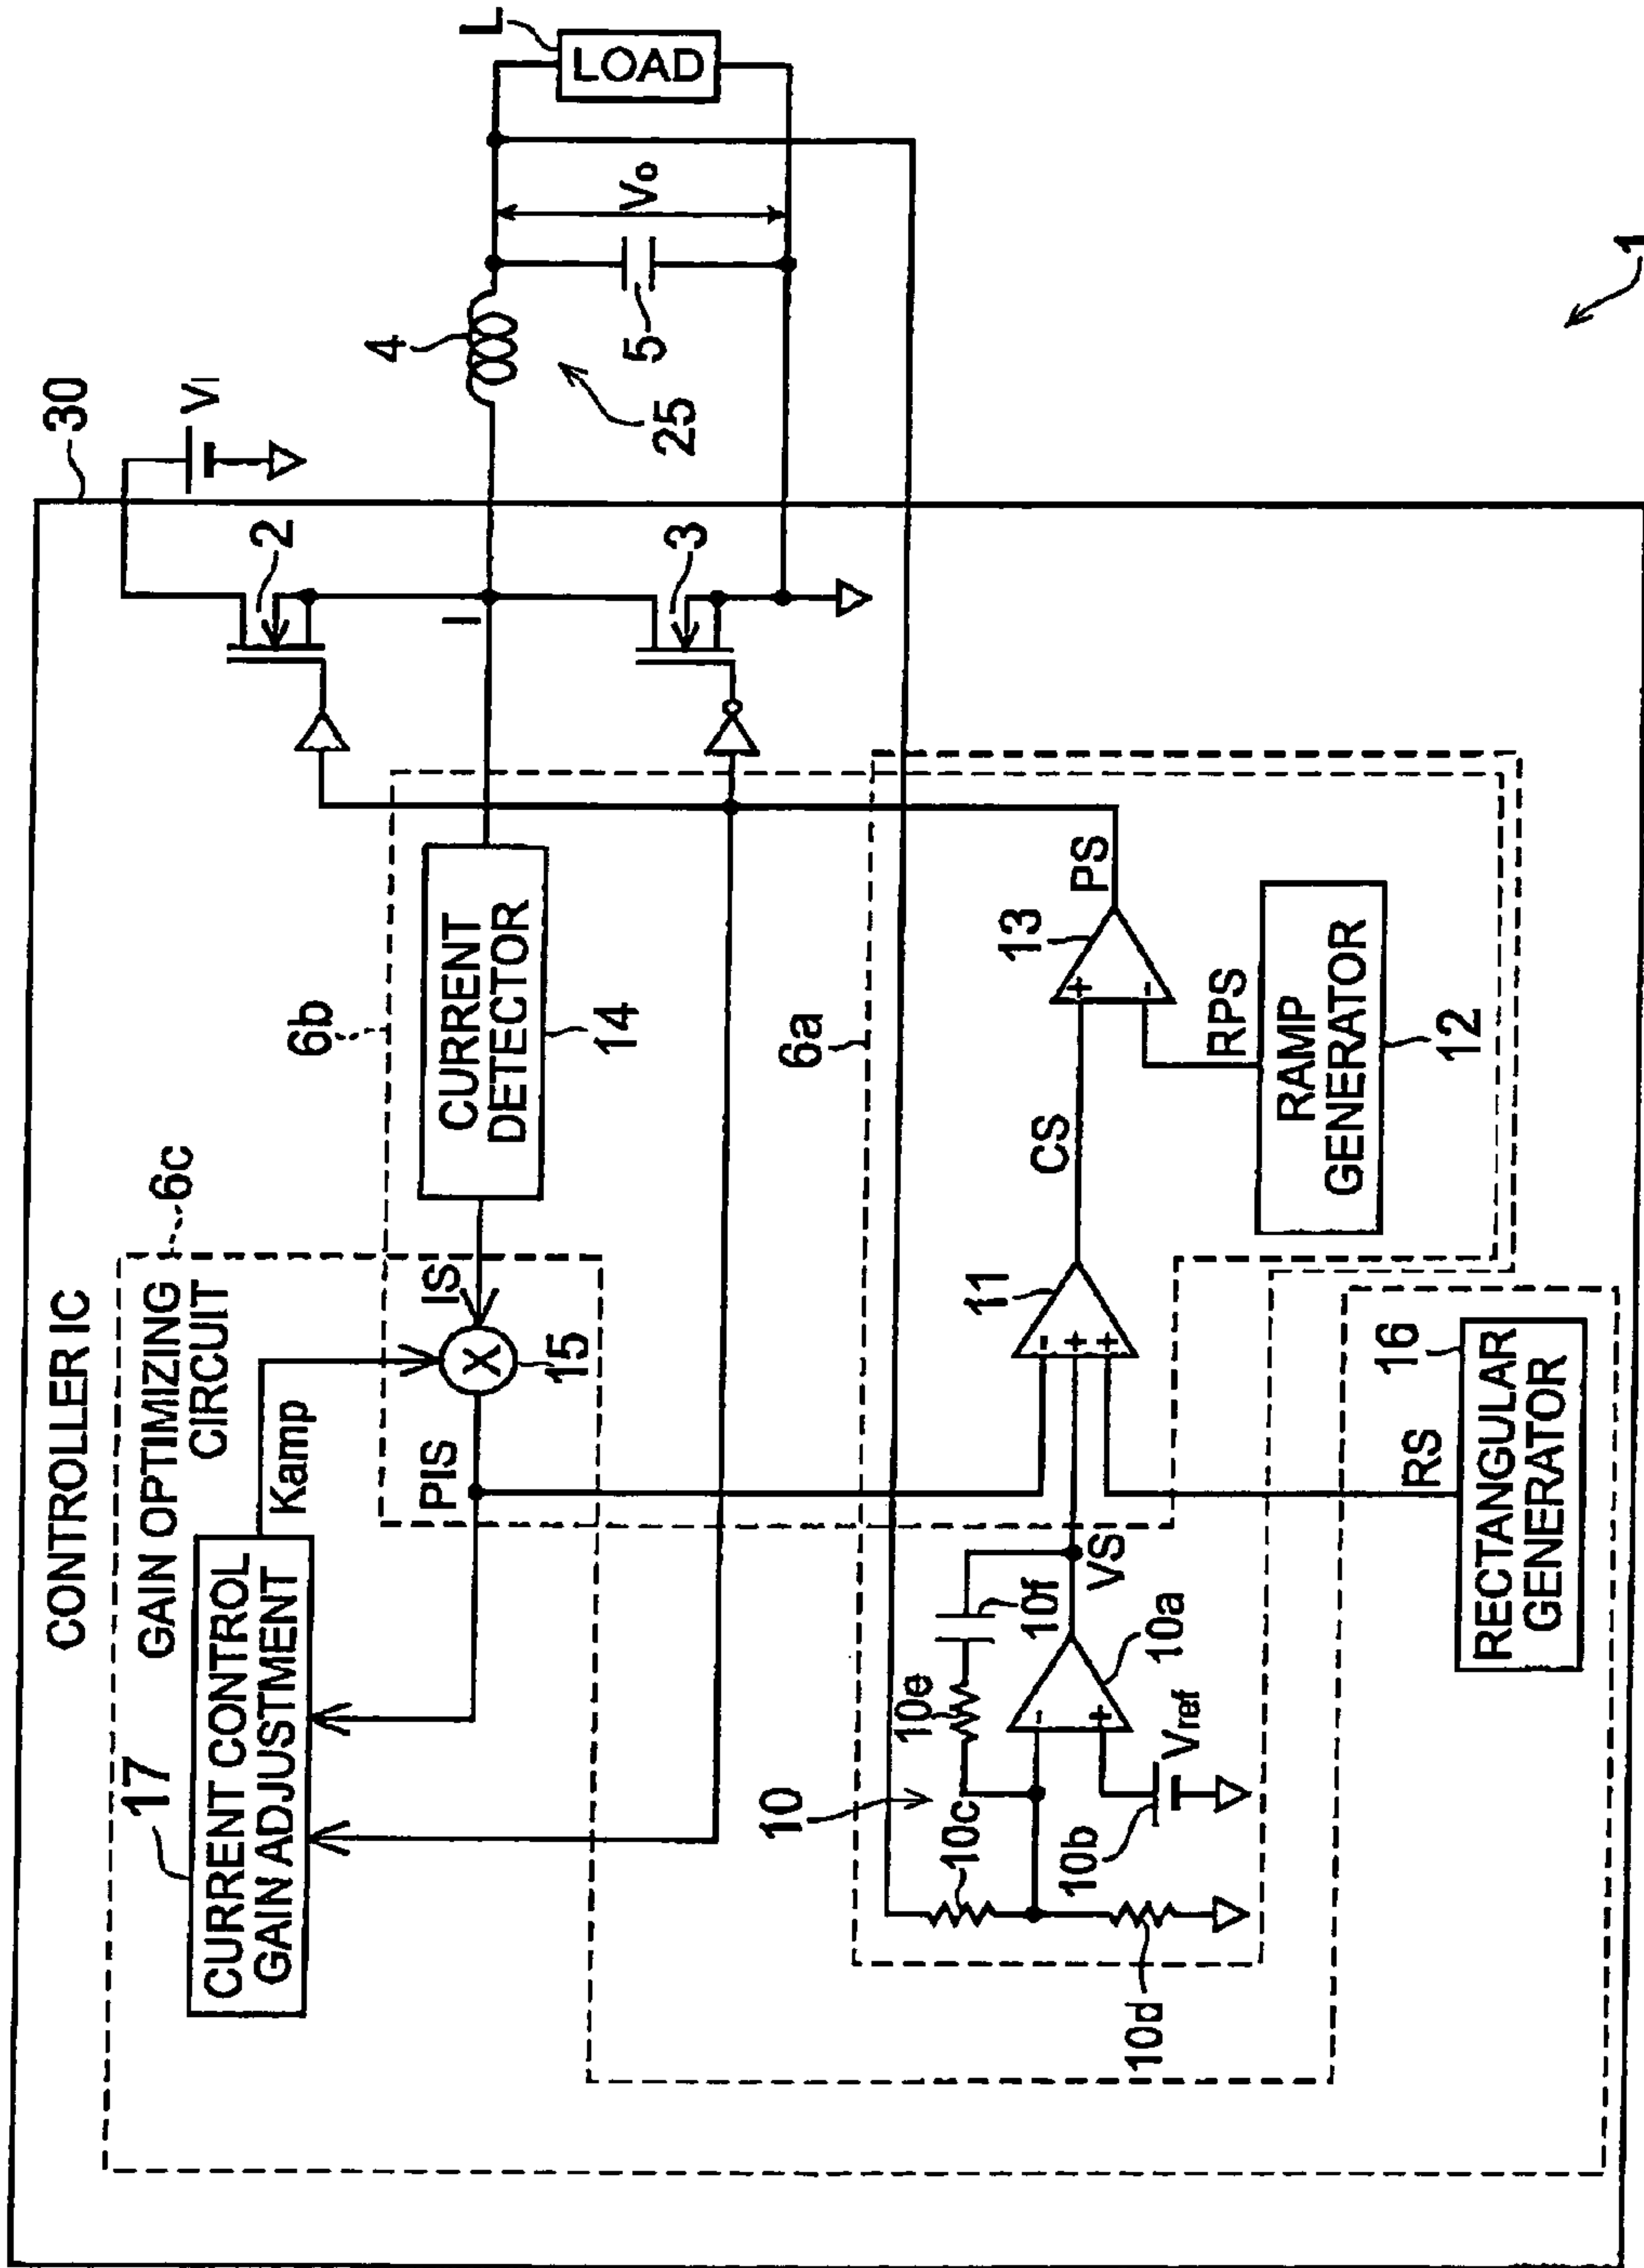 CONTROLLER IC
30
GAIN OPTIMIZING
CIRCUIT
6c
17
CURRENT CONTROL
GAIN ADJUSTMENT
Kamp
PIS
IS
X
15
6b
CURRENT
DETECTOR
14
2
VI
I
3
4
25
5
Vo
L
LOAD
10
10c
10d
10e
10f
10a
10b
Vref
-
+
VS
11
-
+
+
CS
6a
13
+
-
PS
RPS
RAMP
GENERATOR
12
RS
16
RECTANGULAR
GENERATOR
1